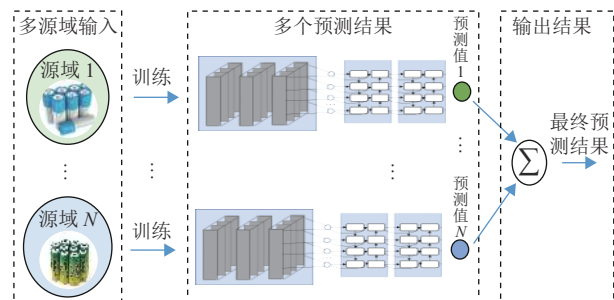 多源域输入
多个预测结果
输出结果
源域 1
训练
预测值 1
···
···
···
···
Σ
最终预
测结果
源域 N
训练
预测值 N